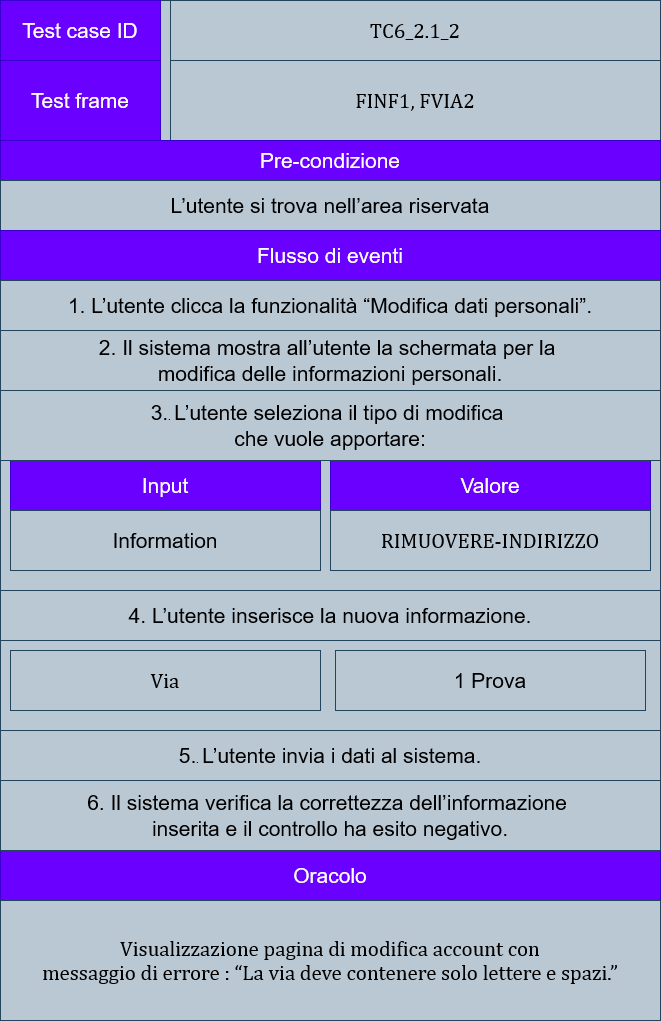 Test case ID
TC6_2.1_2
Test frame
FINF1, FVIA2
Pre-condizione
L’utente si trova nell’area riservata
Flusso di eventi
1. L’utente clicca la funzionalità “Modifica dati personali”.
2. Il sistema mostra all’utente la schermata per la
modifica delle informazioni personali.
3.. L’utente seleziona il tipo di modifica
che vuole apportare:
Input
Valore
Information
RIMUOVERE-INDIRIZZO
4. L’utente inserisce la nuova informazione.
Via
1 Prova
5.. L’utente invia i dati al sistema.
6. Il sistema verifica la correttezza dell’informazione
inserita e il controllo ha esito negativo.
Oracolo
Visualizzazione pagina di modifica account con
messaggio di errore : “La via deve contenere solo lettere e spazi.”